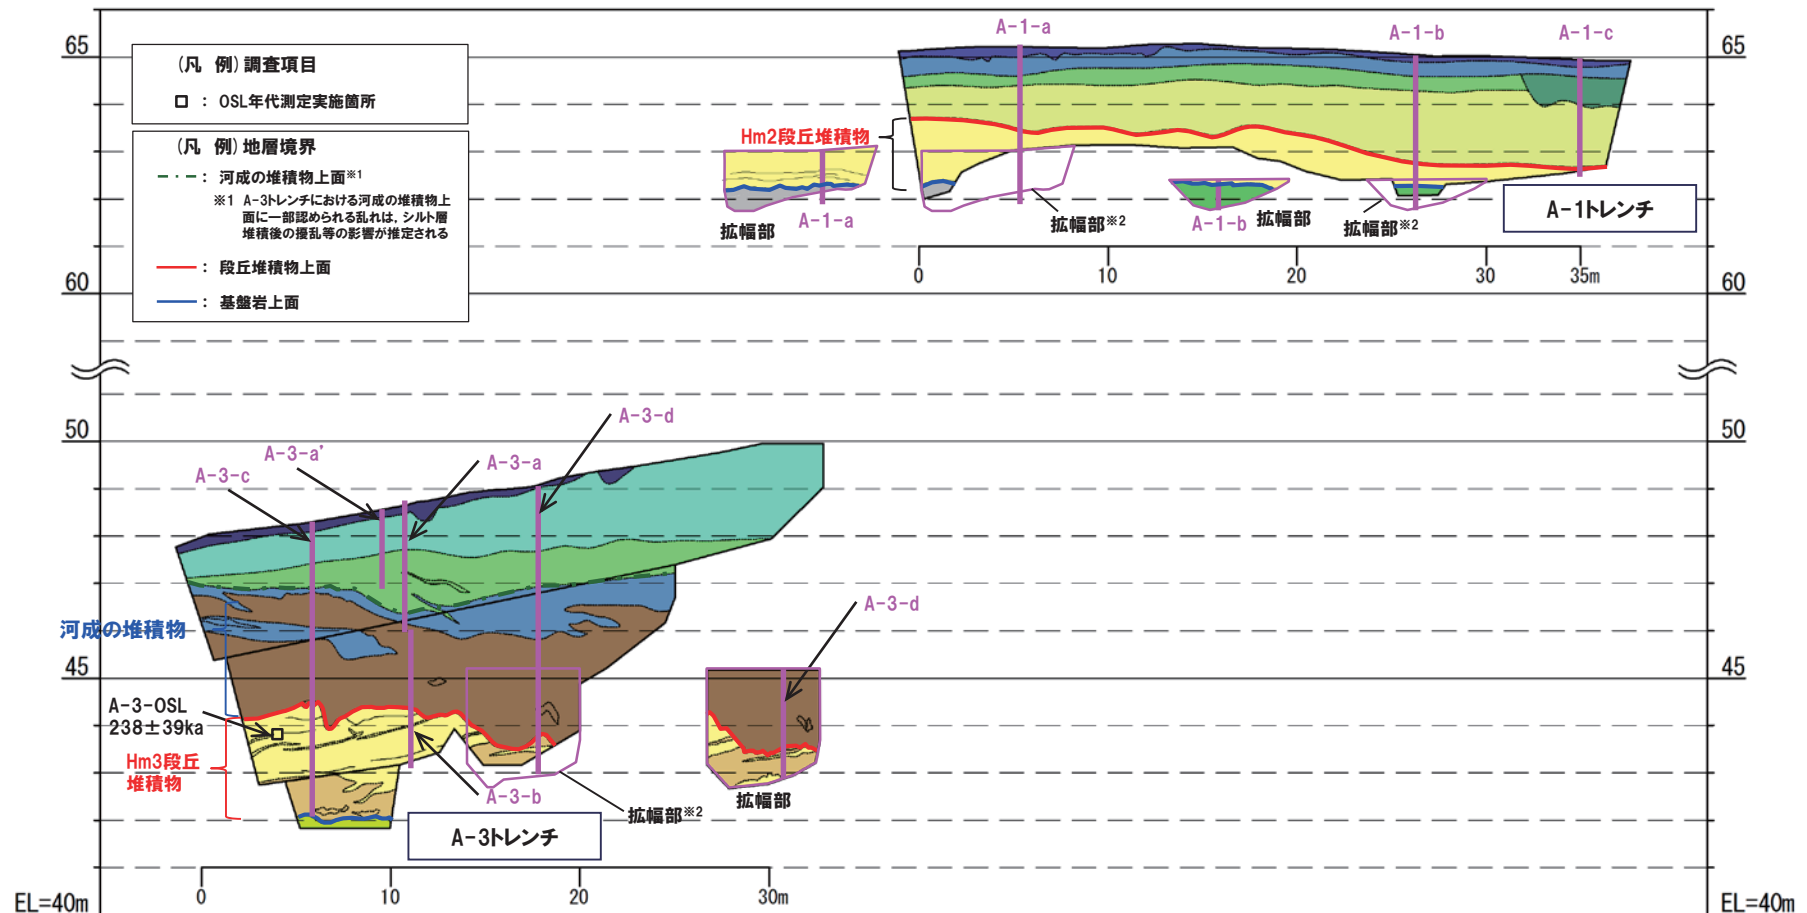 65
60
50
45
EL=40m
(凡 例)調査項目
□ : OSL年代測定実施箇所
(凡 例)地層境界
: 河成の堆積物上面※1
※1 A-3トレンチにおける河成の堆積物上
面に一部認められる乱れは，シルト層
堆積後の擾乱等の影響が推定される
: 段丘堆積物上面
: 基盤岩上面
A-1-a
A-1-b
A-1-c
Hm2段丘堆積物
拡幅部
A-1-a
拡幅部※2
A-1-b
拡幅部
拡幅部※2
A-1トレンチ
0
10
20
30
35m
65
60
50
45
EL=40m
A-3-c
A-3-a'
A-3-a
A-3-d
河成の堆積物
A-3-OSL
238±39ka
Hm3段丘
堆積物
A-3-b
拡幅部※2
A-3-d
拡幅部
A-3トレンチ
0
10
20
30m